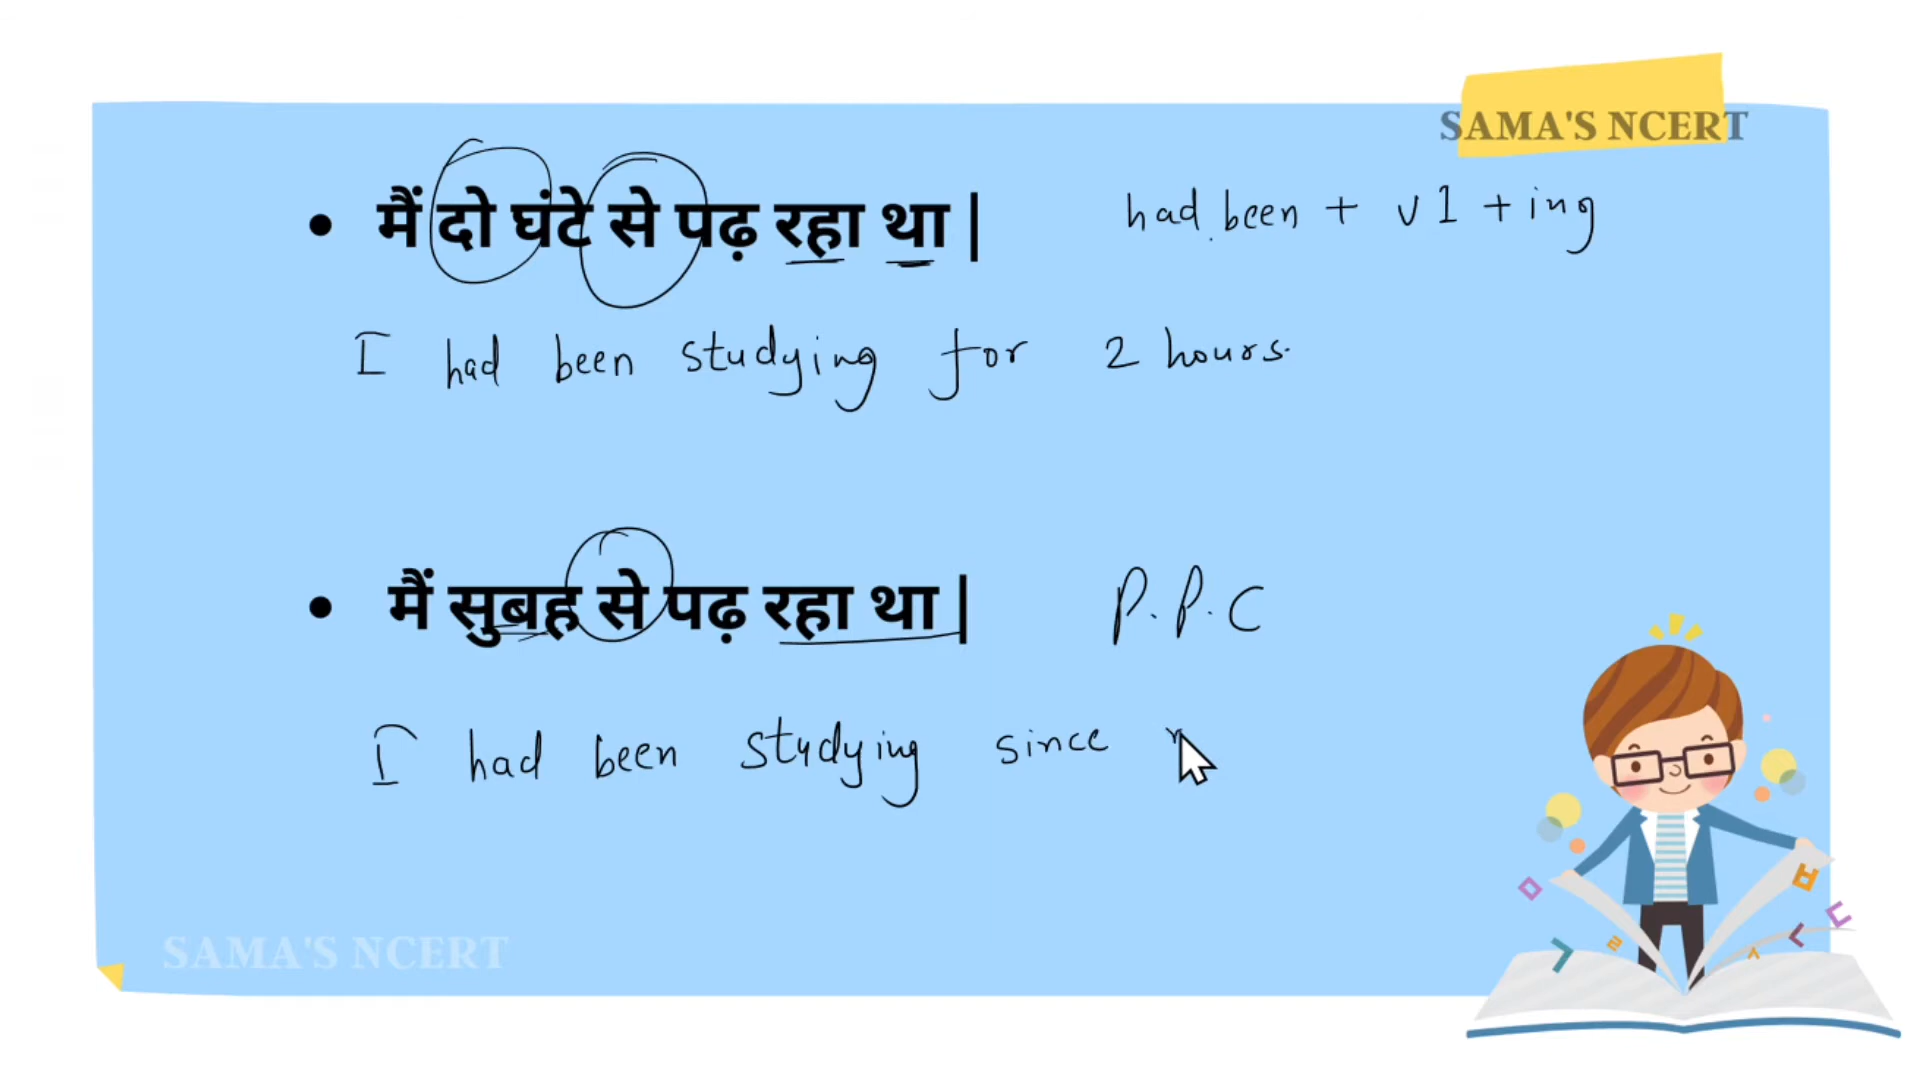 SAMA'S NCERT
• मैं दो घंटे से पढ़ रहा था|
had been + v1 + ing
I had been studying for 2 hours.
• मैं सुबह से पढ़ रहा था|
P.P.C
I had been studying since
SAMA'S NCERT